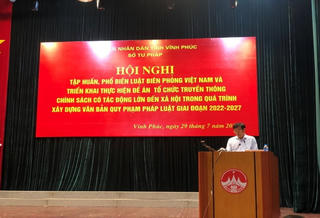 NHÂN DÂN TỈNH VĨNH PHÚC
SỞ TƯ PHÁP
HỘI NGHỊ
TẬP HUẤN, PHỔ BIẾN LUẬT BIÊN PHÒNG VIỆT NAM VÀ
TRIỂN KHAI THỰC HIỆN ĐỀ ÁN TỔ CHỨC TRUYỀN THÔNG
CHÍNH SÁCH CÓ TÁC ĐỘNG LỚN ĐẾN XÃ HỘI TRONG QUÁ TRÌNH
XÂY DỰNG VĂN BẢN QUY PHẠM PHÁP LUẬT GIAI ĐOẠN 2022-2027
Vĩnh Phúc, ngày 29 tháng 7 năm